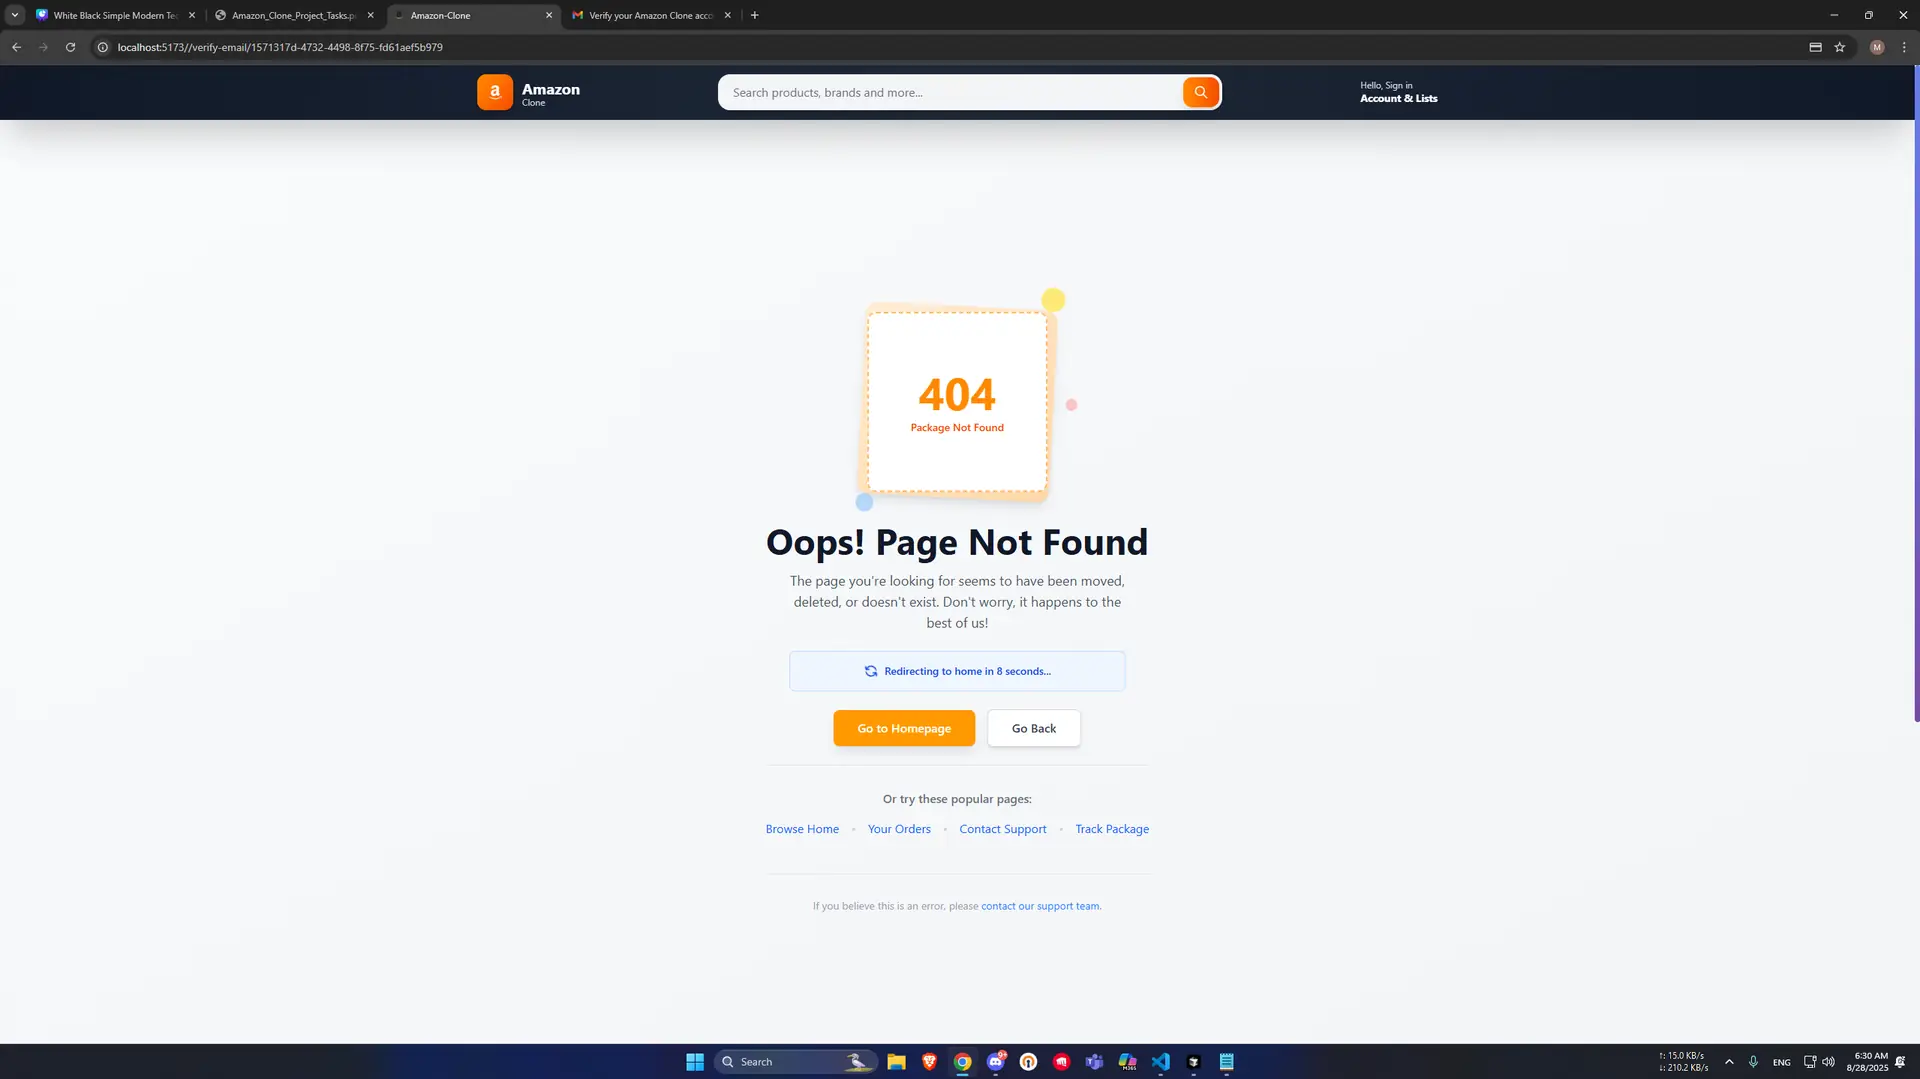 White Black Simple Modern Te
Amazon_Clone_Project_Tasks.p
Amazon-Clone
Verify your Amazon Clone acco
localhost:5173//verify-email/1571317d-4732-4498-8f75-fd61aef5b979
M
a
Amazon
Clone
Search products, brands and more...
Hello, Sign in
Account & Lists
404
Package Not Found
Oops! Page Not Found
The page you're looking for seems to have been moved,
deleted, or doesn't exist. Don't worry, it happens to the
best of us!
Redirecting to home in 8 seconds...
Go to Homepage
Go Back
Or try these popular pages:
Browse Home • Your Orders • Contact Support • Track Package
If you believe this is an error, please contact our support team.
Search
M365
ENG
↑: 15.0 KB/s
↓: 210.2 KB/s
6:30 AM
8/28/2025